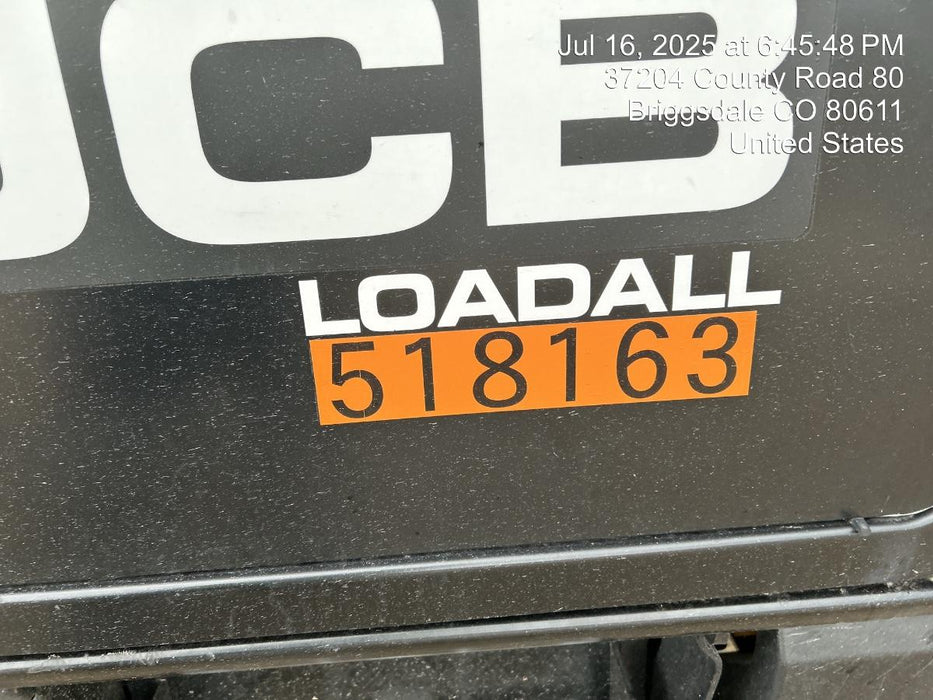 Jul 16, 2025 at 6:45:48 PM
37204 County Road 80
Briggsdale CO 80611
United States
JCB
LOADALL
518163